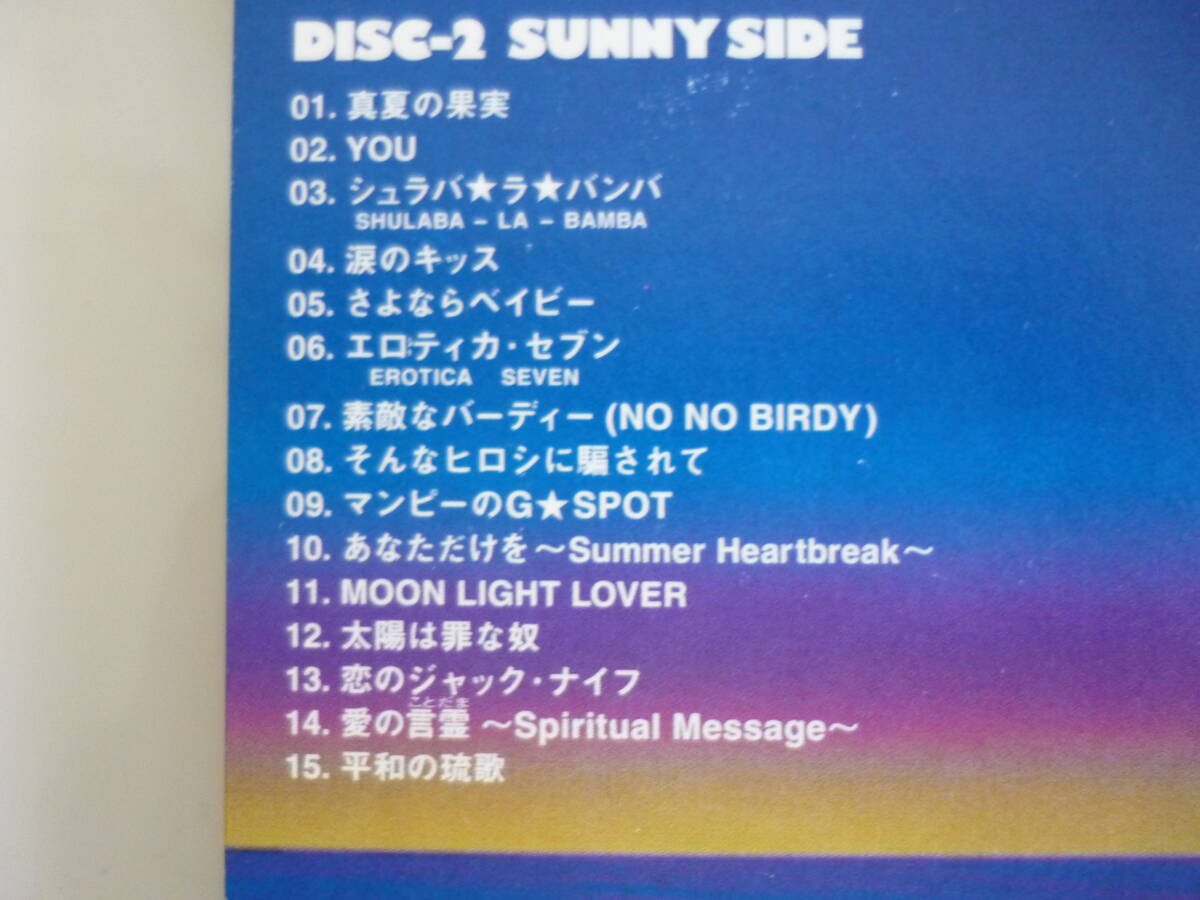 DISC-2 SUNNY SIDE
01. 真夏の果実
02. YOU
03. シュラバ★ラ★バンバ
SHULABA – LA – BAMBA
04. 涙のキッス
05. さよならベイビー
06. エロティカ・セブン
EROTICA SEVEN
07. 素敵なバーディー (NO NO BIRDY)
08. そんなヒロシに騙されて
09. マンピーのG★SPOT
10. あなただけを ～Summer Heartbreak～
11. MOON LIGHT LOVER
12. 太陽は罪な奴
13. 恋のジャック・ナイフ
ことだま
14. 愛の言霊 ～Spiritual Message～
15. 平和の琉歌